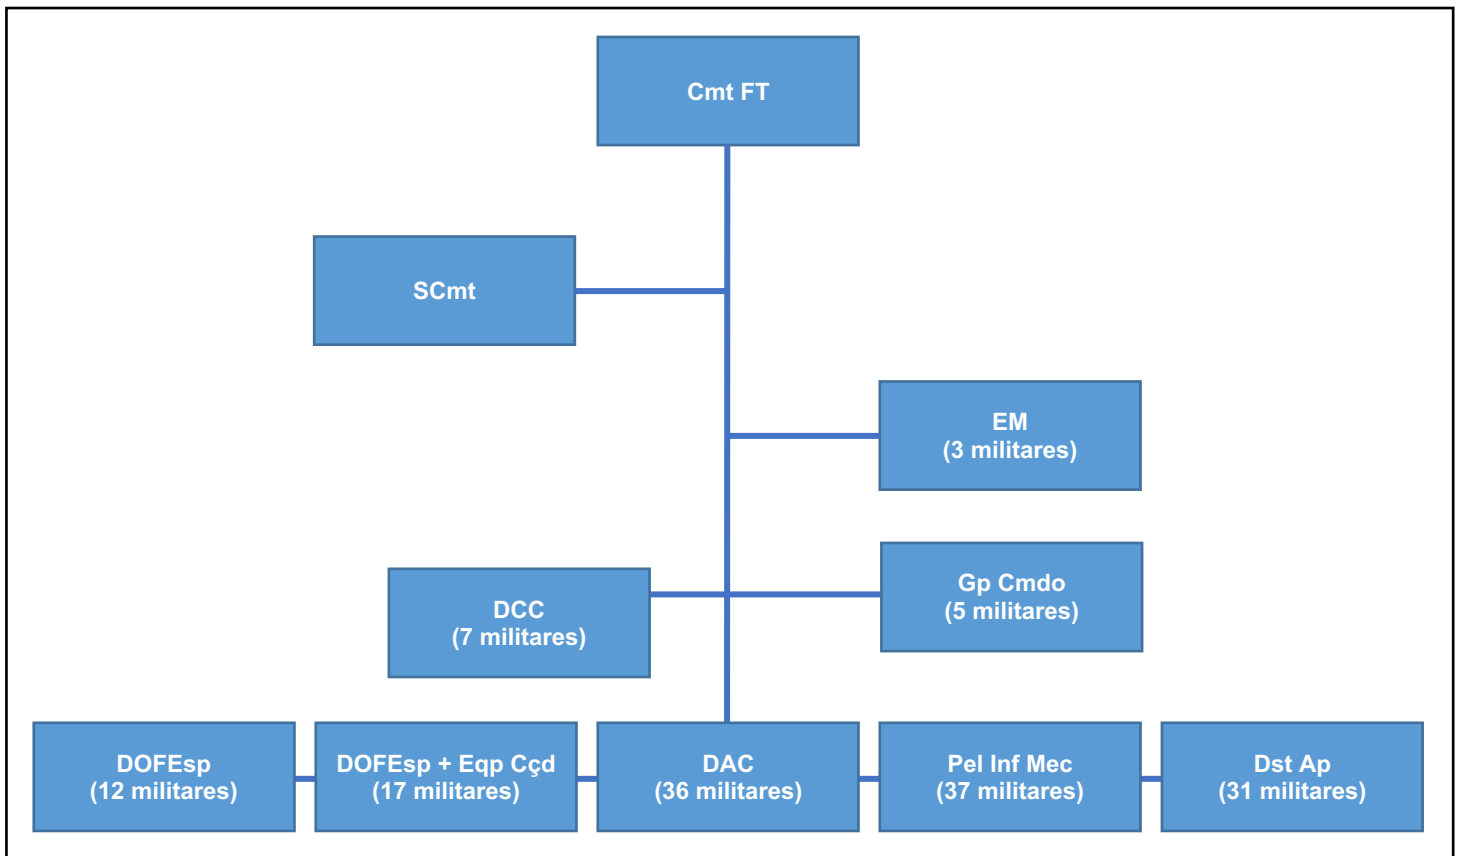 Cmt FT
SCmt
EM
(3 militares)
Gp Cmdo
(5 militares)
DCC
(7 militares)
DOFEsp
(12 militares)
DOFEsp + Eqp Cçd
(17 militares)
DAC
(36 militares)
Pel Inf Mec
(37 militares)
Dst Ap
(31 militares)